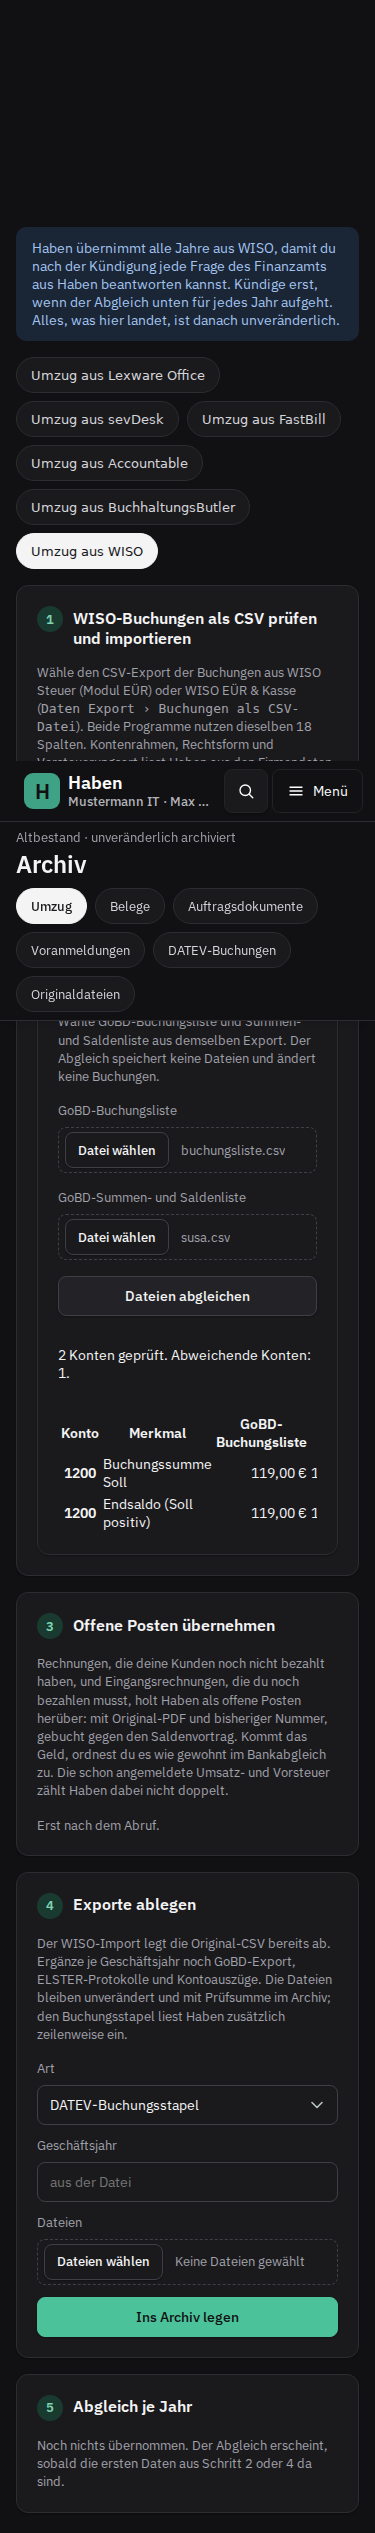 Haben übernimmt alle Jahre aus WISO, damit du
nach der Kündigung jede Frage des Finanzamts
aus Haben beantworten kannst. Kündige erst,
wenn der Abgleich unten für jedes Jahr aufgeht.
Alles, was hier landet, ist danach unveränderlich.
Umzug aus Lexware Office
Umzug aus sevDesk
Umzug aus FastBill
Umzug aus Accountable
Umzug aus BuchhaltungsButler
Umzug aus WISO
1
WISO-Buchungen als CSV prüfen
und importieren
Wähle den CSV-Export der Buchungen aus WISO
Steuer (Modul EÜR) oder WISO EÜR & Kasse
(Daten Export › Buchungen als CSV-
Datei). Beide Programme nutzen dieselben 18
Spalten. Kontenrahmen, Rechtsform und
H
Haben
Mustermann IT · Max ...
Menü
Altbestand · unveränderlich archiviert
Archiv
Umzug
Belege
Auftragsdokumente
Voranmeldungen
DATEV-Buchungen
Originaldateien
Wähle GoBD-Buchungsliste und Summen-
und Saldenliste aus demselben Export. Der
Abgleich speichert keine Dateien und ändert
keine Buchungen.
GoBD-Buchungsliste
Datei wählen
buchungsliste.csv
GoBD-Summen- und Saldenliste
Datei wählen
susa.csv
Dateien abgleichen
2 Konten geprüft. Abweichende Konten:
1.
Konto Merkmal GoBD-
Buchungsliste
1200 Buchungssumme
Soll 119,00 € 1
1200 Endsaldo (Soll
positiv) 119,00 € 1
3
Offene Posten übernehmen
Rechnungen, die deine Kunden noch nicht bezahlt
haben, und Eingangsrechnungen, die du noch
bezahlen musst, holt Haben als offene Posten
herüber: mit Original-PDF und bisheriger Nummer,
gebucht gegen den Saldenvortrag. Kommt das
Geld, ordnest du es wie gewohnt im Bankabgleich
zu. Die schon angemeldete Umsatz- und Vorsteuer
zählt Haben dabei nicht doppelt.
Erst nach dem Abruf.
4
Exporte ablegen
Der WISO-Import legt die Original-CSV bereits ab.
Ergänze je Geschäftsjahr noch GoBD-Export,
ELSTER-Protokolle und Kontoauszüge. Die Dateien
bleiben unverändert und mit Prüfsumme im Archiv;
den Buchungsstapel liest Haben zusätzlich
zeilenweise ein.
Art
DATEV-Buchungsstapel
Geschäftsjahr
aus der Datei
Dateien
Dateien wählen
Keine Dateien gewählt
Ins Archiv legen
5
Abgleich je Jahr
Noch nichts übernommen. Der Abgleich erscheint,
sobald die ersten Daten aus Schritt 2 oder 4 da
sind.